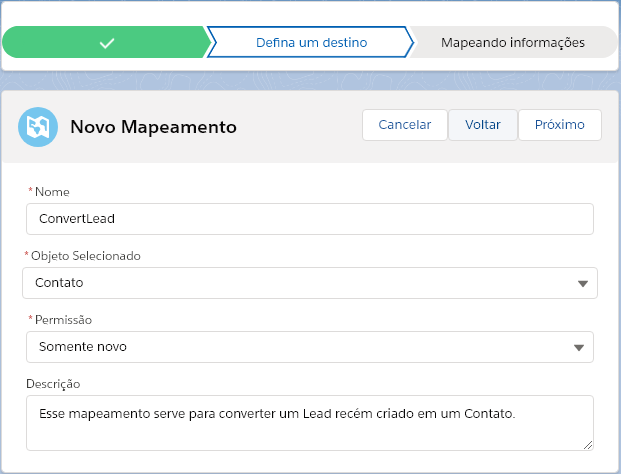 Defina um destino
Mapeando informações
Novo Mapeamento
Cancelar
Voltar
Próximo
* Nome
ConvertLead
* Objeto Selecionado
Contato
* Permissão
Somente novo
Descrição
Esse mapeamento serve para converter um Lead recém criado em um Contato.